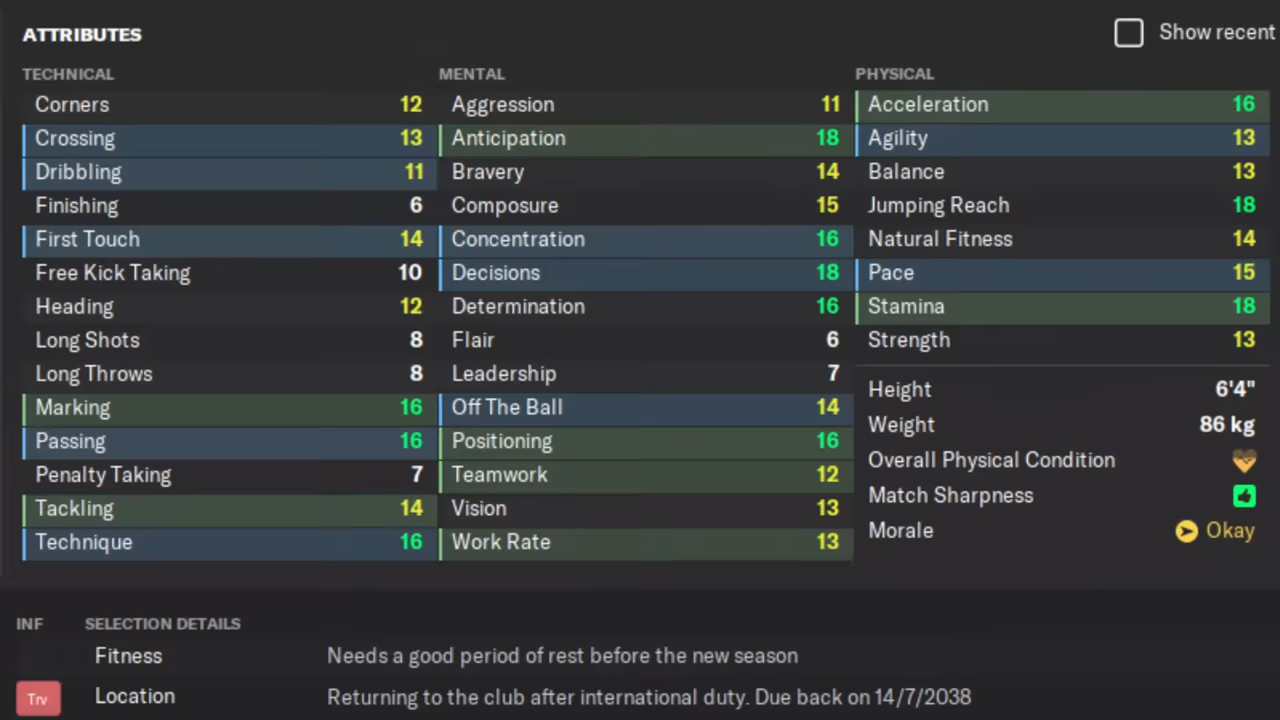 ATTRIBUTES
Show recent
TECHNICAL MENTAL PHYSICAL
Corners 12 Aggression 11 Acceleration 16
Crossing 13 Anticipation 18 Agility 13
Dribbling 11 Bravery 14 Balance 13
Finishing 6 Composure 15 Jumping Reach 18
First Touch 14 Concentration 16 Natural Fitness 14
Free Kick Taking 10 Decisions 18 Pace 15
Heading 12 Determination 16 Stamina 18
Long Shots 8 Flair 6 Strength 13
Long Throws 8 Leadership 7 Height 6'4"
Marking 16 Off The Ball 14 Weight 86 kg
Passing 16 Positioning 16 Overall Physical Condition
Penalty Taking 7 Teamwork 12 Match Sharpness
Tackling 14 Vision 13 Morale Okay
Technique 16 Work Rate 13
INF SELECTION DETAILS
Fitness Needs a good period of rest before the new season
Trv Location Returning to the club after international duty. Due back on 14/7/2038